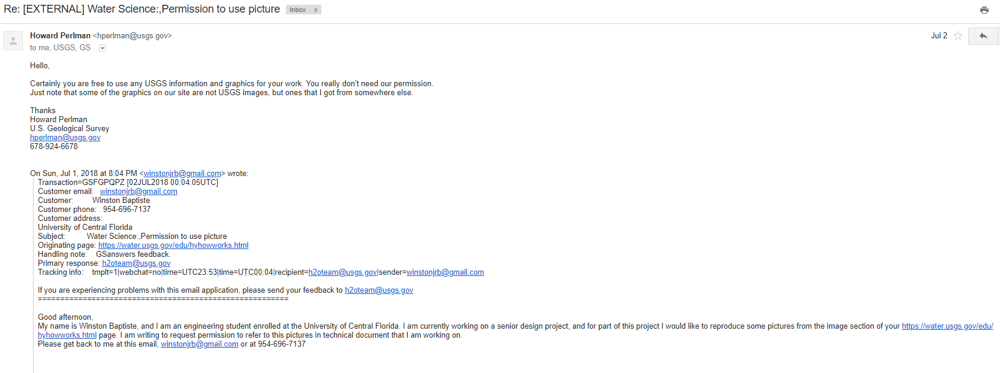 Re: [EXTERNAL] Water Science:,Permission to use picture Inbox x
Howard Perlman <hperlman@usgs.gov> Jul 2
to me, USGS, GS
Hello,
Certainly you are free to use any USGS information and graphics for your work. You really don't need our permission.
Just note that some of the graphics on our site are not USGS images, but ones that I got from somewhere else.
Thanks
Howard Perlman
U.S. Geological Survey
hperlman@usgs.gov
678-924-6678
On Sun, Jul 1, 2018 at 8:04 PM <winstonjrb@gmail.com> wrote:
Transaction=GSFGPQPZ [02JUL2018 00:04:05UTC]
Customer email: winstonjrb@gmail.com
Customer: Winston Baptiste
Customer phone: 954-696-7137
Customer address:
University of Central Florida
Subject: Water Science:,Permission to use picture
Originating page: https://water.usgs.gov/edu/hyhowworks.html
Handling note: GSanswers feedback.
Primary response: h2oteam@usgs.gov
Tracking info: tmplt=1|webchat=no|time=UTC23:53|time=UTC00:04|recipient=h2oteam@usgs.gov|sender=winstonjrb@gmail.com
If you are experiencing problems with this email application, please send your feedback to h2oteam@usgs.gov
========================================================
Good afternoon,
My name is Winston Baptiste, and I am an engineering student enrolled at the University of Central Florida. I am currently working on a senior design project, and for part of this project I would like to reproduce some pictures from the image section of your https://water.usgs.gov/edu/
hyhowworks.html page. I am writing to request permission to refer to this pictures in technical document that I am working on.
Please get back to me at this email, winstonjrb@gmail.com or at 954-696-7137